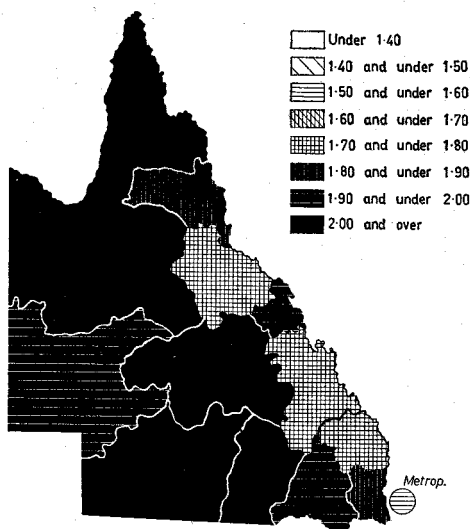 Under 1·40
1·40 and under 1·50
1·50 and under 1·60
1·60 and under 1·70
1·70 and under 1·80
1·80 and under 1·90
1·90 and under 2·00
2·00 and over
Metrop.